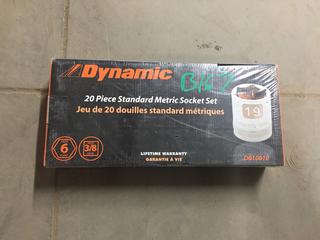 Dynamic
20 Piece Standard Metric Socket Set
Jeu de 20 douilles standard métriques
19
6
3/8
LIFETIME WARRANTY
GARANTIE À VIE